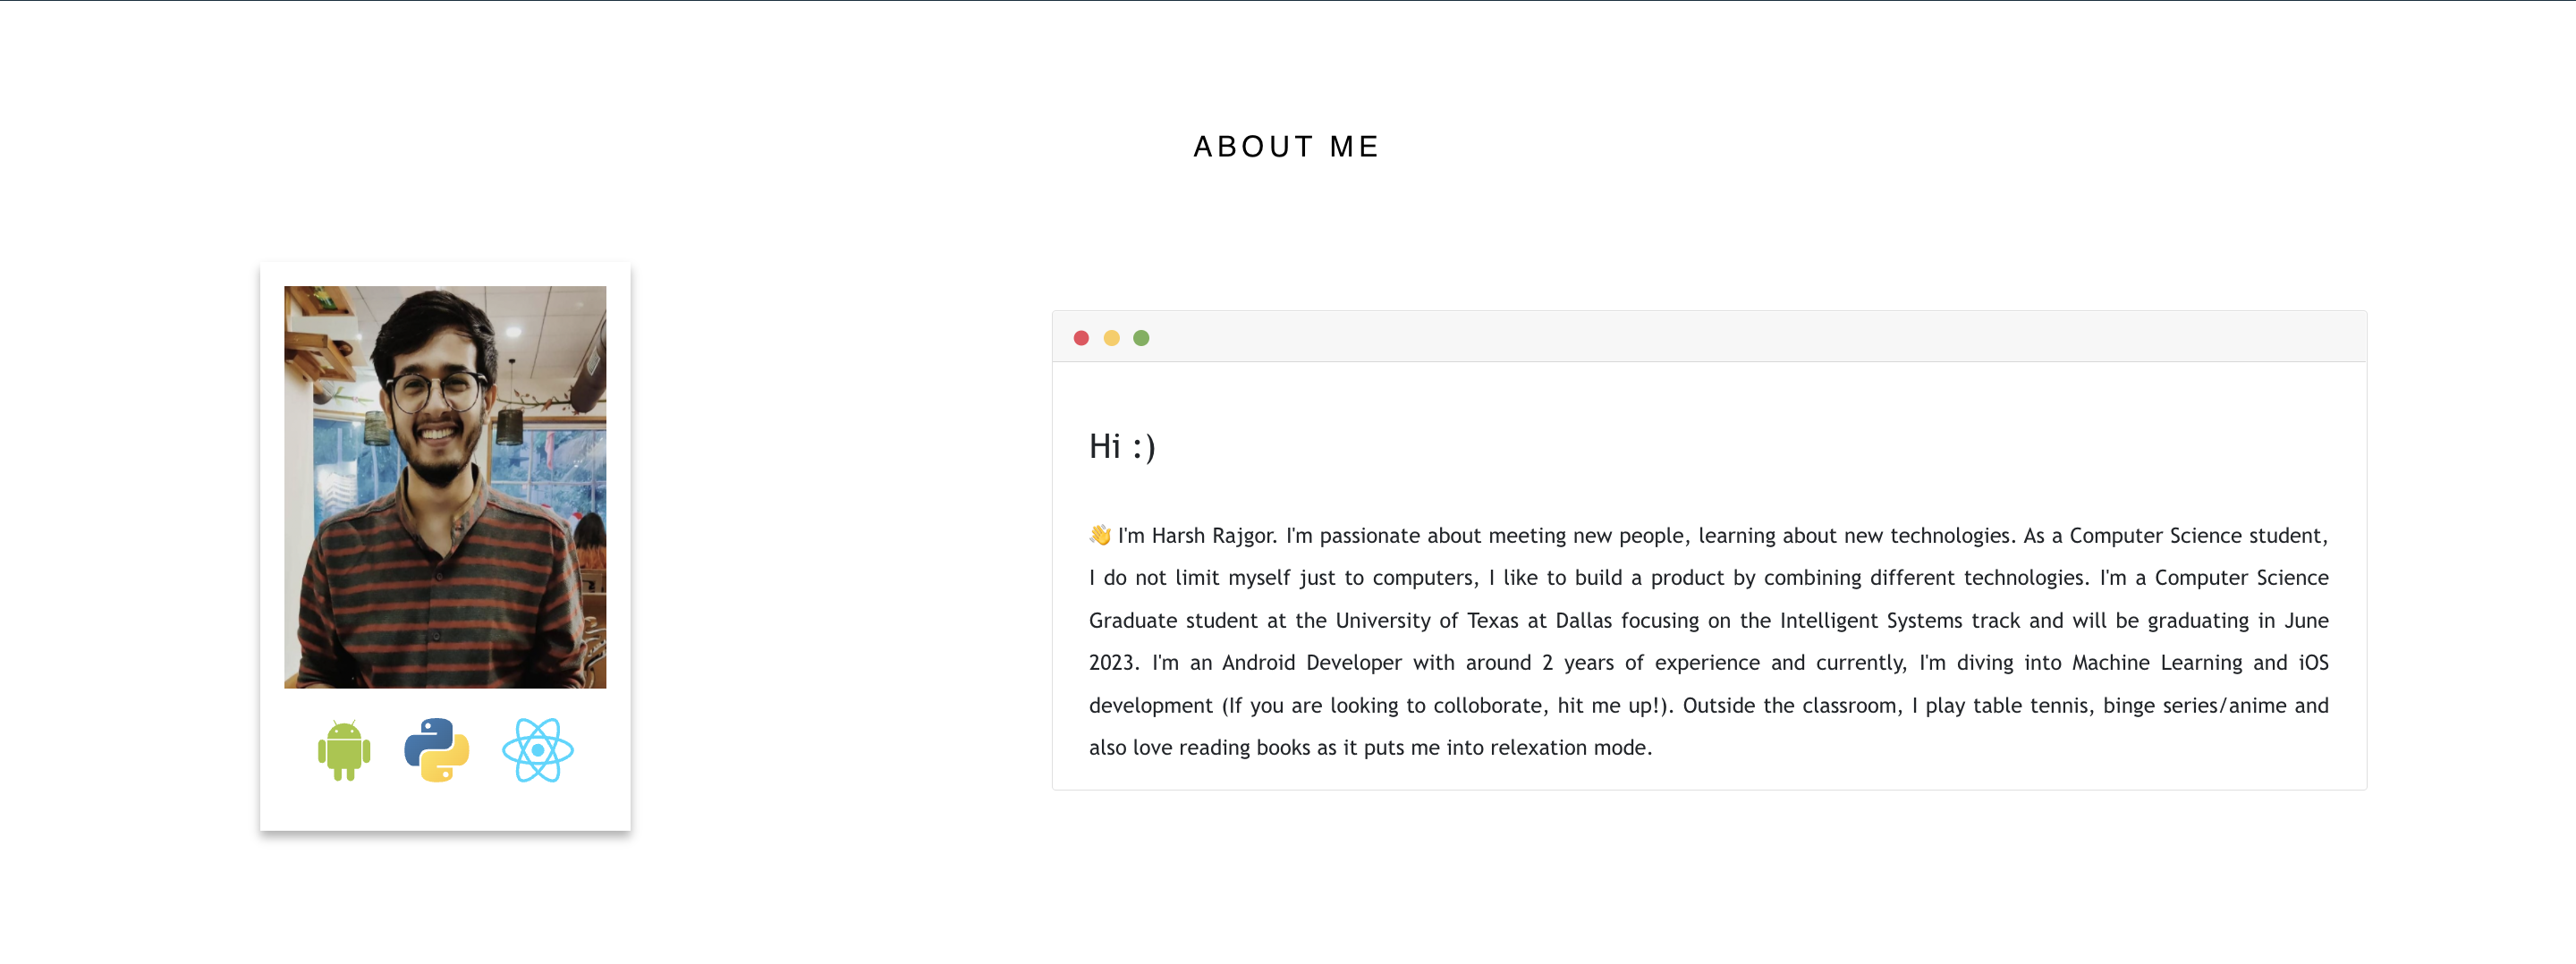 ABOUT ME
Hi :)
👋 I'm Harsh Rajgor. I'm passionate about meeting new people, learning about new technologies. As a Computer Science student,
I do not limit myself just to computers, I like to build a product by combining different technologies. I'm a Computer Science
Graduate student at the University of Texas at Dallas focusing on the Intelligent Systems track and will be graduating in June
2023. I'm an Android Developer with around 2 years of experience and currently, I'm diving into Machine Learning and iOS
development (If you are looking to colloborate, hit me up!). Outside the classroom, I play table tennis, binge series/anime and
also love reading books as it puts me into relexation mode.